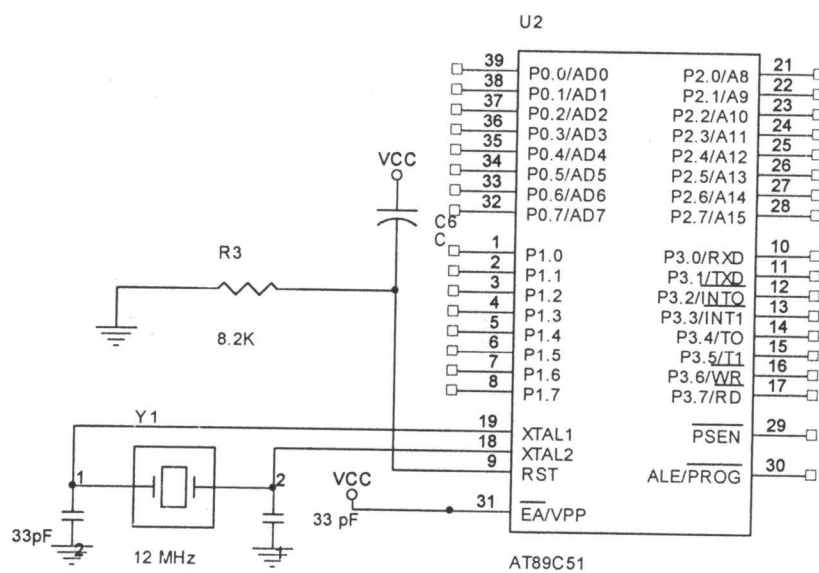 U2
39 P0.0/AD0 P2.0/A8 21
38 P0.1/AD1 P2.1/A9 22
37 P0.2/AD2 P2.2/A10 23
36 P0.3/AD3 P2.3/A11 24
35 P0.4/AD4 P2.4/A12 25
34 P0.5/AD5 P2.5/A13 26
33 P0.6/AD6 P2.6/A14 27
32 P0.7/AD7 P2.7/A15 28
VCC
C6
C
1 P1.0 P3.0/RXD 10
2 P1.1 P3.1/TXD 11
3 P1.2 P3.2/INTO 12
4 P1.3 P3.3/INT1 13
5 P1.4 P3.4/TO 14
6 P1.5 P3.5/T1 15
7 P1.6 P3.6/WR 16
8 P1.7 P3.7/RD 17
R3
8.2K
Y1
19 XTAL1 PSEN 29
18 XTAL2
9 RST ALE/PROG 30
1 2
VCC
31 EA/VPP
33 pF
33pF
2 1
12 MHz
AT89C51